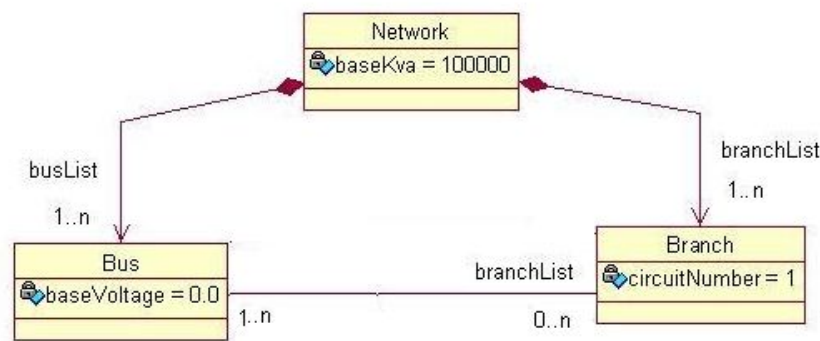 Network
baseKva = 100000
busList
1..n
branchList
1..n
Bus
baseVoltage = 0.0
1..n
branchList
0..n
Branch
circuitNumber = 1